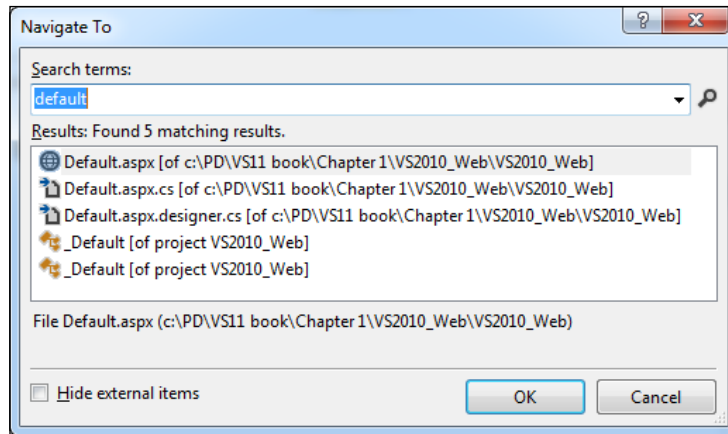 Navigate To
Search terms:
default
Results: Found 5 matching results.
Default.aspx [of c:\PD\VS11 book\Chapter 1\VS2010_Web\VS2010_Web]
Default.aspx.cs [of c:\PD\VS11 book\Chapter 1\VS2010_Web\VS2010_Web]
Default.aspx.designer.cs [of c:\PD\VS11 book\Chapter 1\VS2010_Web\VS2010_Web]
_Default [of project VS2010_Web]
_Default [of project VS2010_Web]
File Default.aspx (c:\PD\VS11 book\Chapter 1\VS2010_Web\VS2010_Web)
Hide external items
OK
Cancel